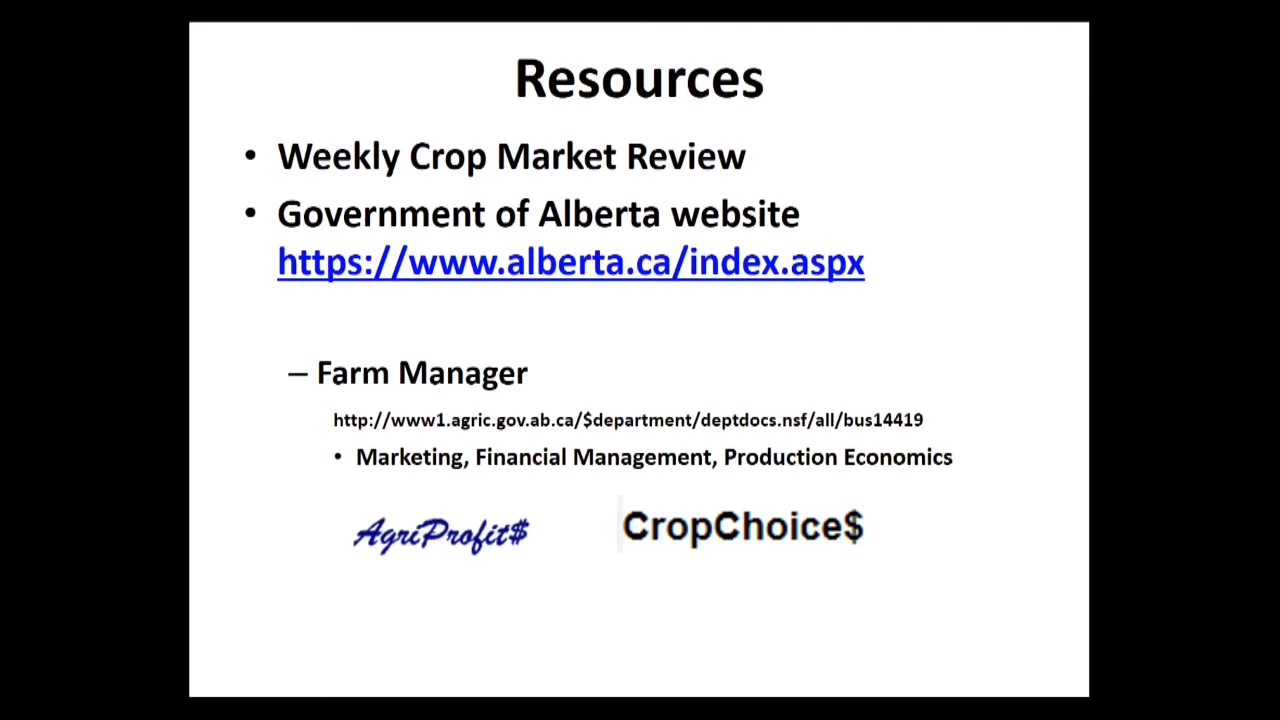 Resources
• Weekly Crop Market Review
• Government of Alberta website
https://www.alberta.ca/index.aspx
– Farm Manager
http://www1.agric.gov.ab.ca/$department/deptdocs.nsf/all/bus14419
• Marketing, Financial Management, Production Economics
AgriProfit$ CropChoice$